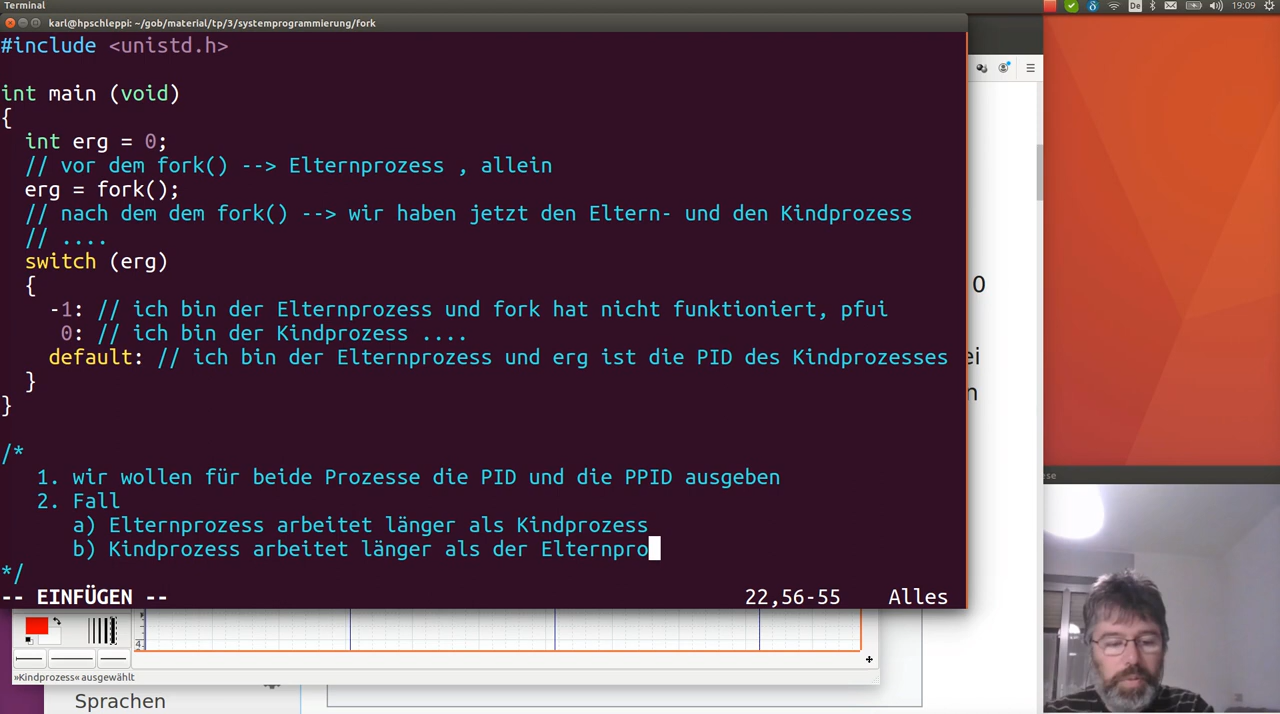 Terminal
De
19:09
karl@hpschleppi: ~/gob/material/tp/3/systemprogrammierung/fork
#include <unistd.h>
int main (void)
{
int erg = 0;
// vor dem fork() --> Elternprozess , allein
erg = fork();
// nach dem dem fork() --> wir haben jetzt den Eltern- und den Kindprozess
// ....
switch (erg)
{
-1: // ich bin der Elternprozess und fork hat nicht funktioniert, pfui
0: // ich bin der Kindprozess ....
default: // ich bin der Elternprozess und erg ist die PID des Kindprozesses
}
}
/*
1. wir wollen für beide Prozesse die PID und die PPID ausgeben
2. Fall
a) Elternprozess arbeitet länger als Kindprozess
b) Kindprozess arbeitet länger als der Elternpro
*/
-- EINFÜGEN --
22,56-55
Alles
»Kindprozess« ausgewählt
Sprachen